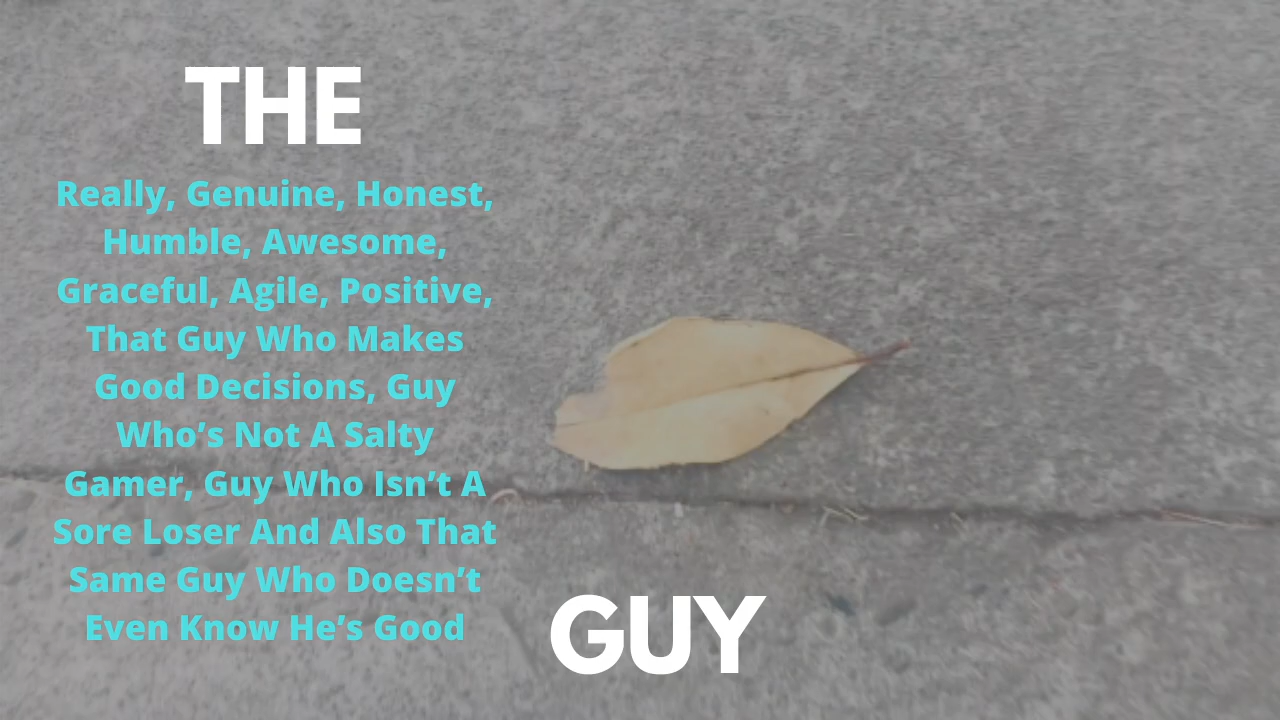 THE
Really, Genuine, Honest,
Humble, Awesome,
Graceful, Agile, Positive,
That Guy Who Makes
Good Decisions, Guy
Who’s Not A Salty
Gamer, Guy Who Isn’t A
Sore Loser And Also That
Same Guy Who Doesn’t
Even Know He’s Good
GUY